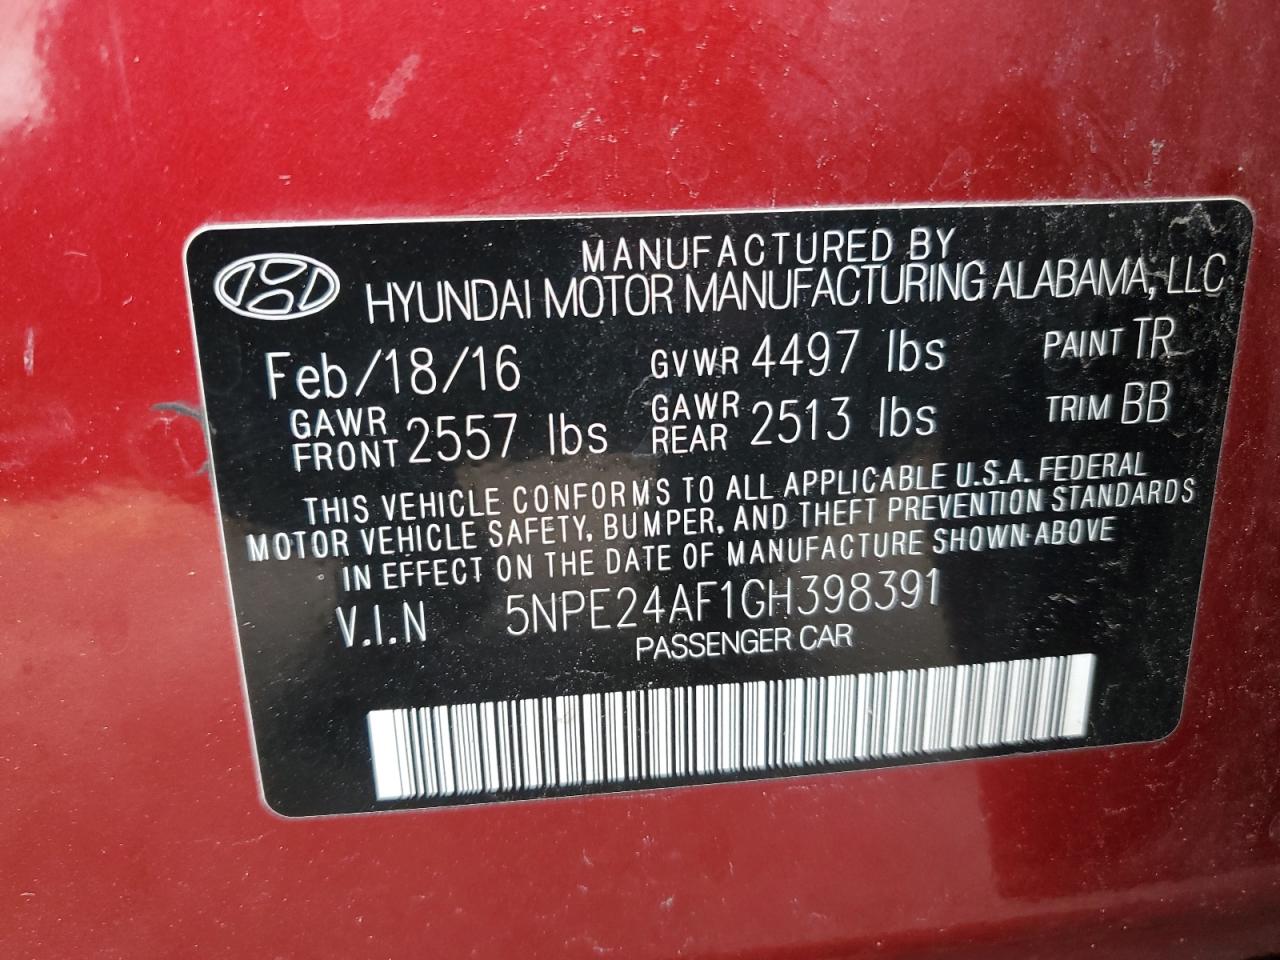 MANUFACTURED BY
HYUNDAI MOTOR MANUFACTURING ALABAMA, LLC
Feb/18/16 GVWR 4497 lbs PAINT TR
GAWR FRONT 2557 lbs GAWR REAR 2513 lbs TRIM BB
THIS VEHICLE CONFORMS TO ALL APPLICABLE U.S.A. FEDERAL
MOTOR VEHICLE SAFETY, BUMPER, AND THEFT PREVENTION STANDARDS
IN EFFECT ON THE DATE OF MANUFACTURE SHOWN ABOVE
V.I.N 5NPE24AF1GH398391
PASSENGER CAR